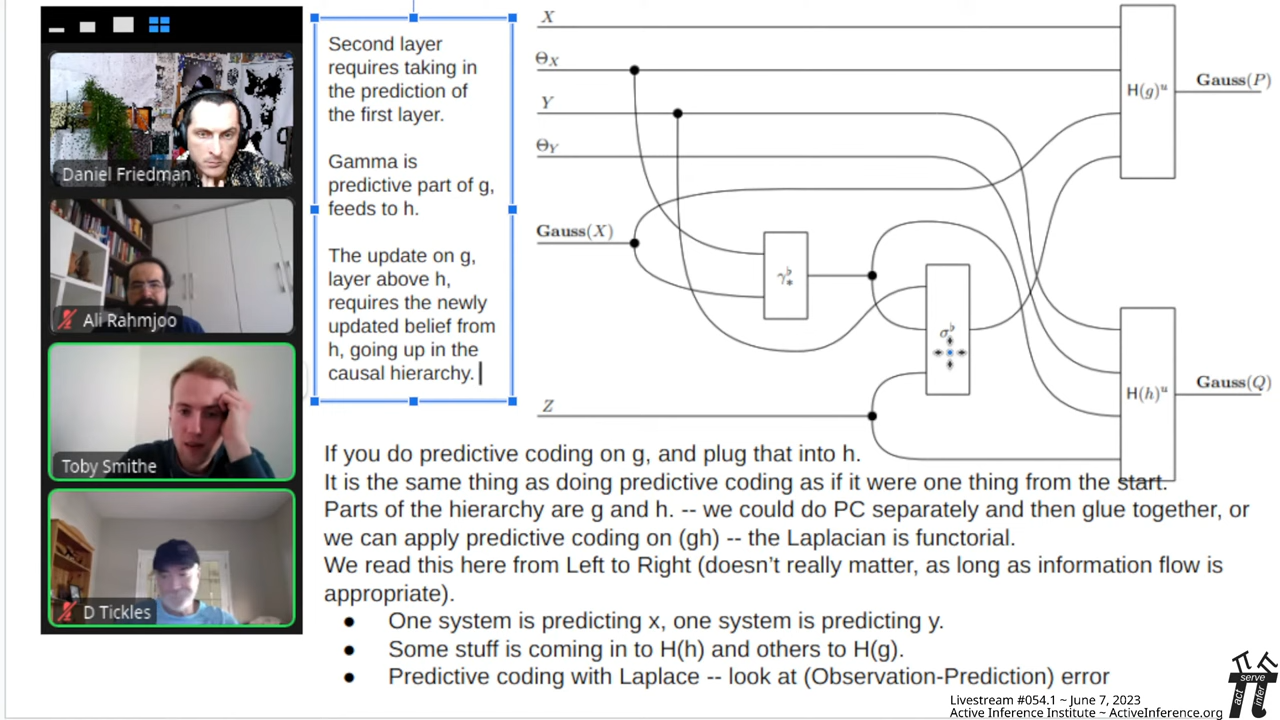 Daniel Friedman
Ali Rahmjoo
Toby Smithe
D Tickles
Second layer
requires taking in
the prediction of
the first layer.
Gamma is
predictive part of g,
feeds to h.
The update on g,
layer above h,
requires the newly
updated belief from
h, going up in the
causal hierarchy.
X
Θ_X
Y
Θ_Y
Gauss(X)
Z
γ♭*
σ♭
H(g)ᵘ
Gauss(P)
H(h)ᵘ
Gauss(Q)
If you do predictive coding on g, and plug that into h.
It is the same thing as doing predictive coding as if it were one thing from the start.
Parts of the hierarchy are g and h. -- we could do PC separately and then glue together, or
we can apply predictive coding on (gh) -- the Laplacian is functorial.
We read this here from Left to Right (doesn't really matter, as long as information flow is
appropriate).
● One system is predicting x, one system is predicting y.
● Some stuff is coming in to H(h) and others to H(g).
● Predictive coding with Laplace -- look at (Observation-Prediction) error
Livestream #054.1 ~ June 7, 2023
Active Inference Institute ~ ActiveInference.org
act
serve
infer